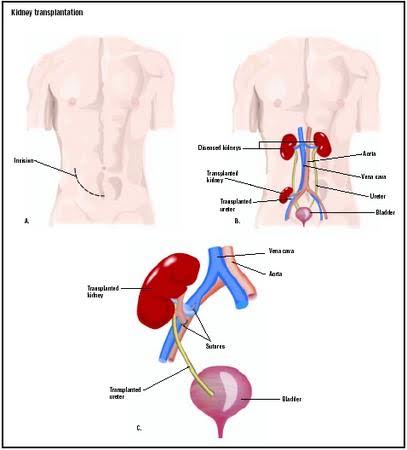 Kidney transplantation
Incision
A.
Diseased kidneys
Aorta
Transplanted
kidney
Vena cava
Transplanted
ureter
Ureter
Bladder
B.
Vena cava
Aorta
Transplanted
kidney
Sutures
Transplanted
ureter
Bladder
C.